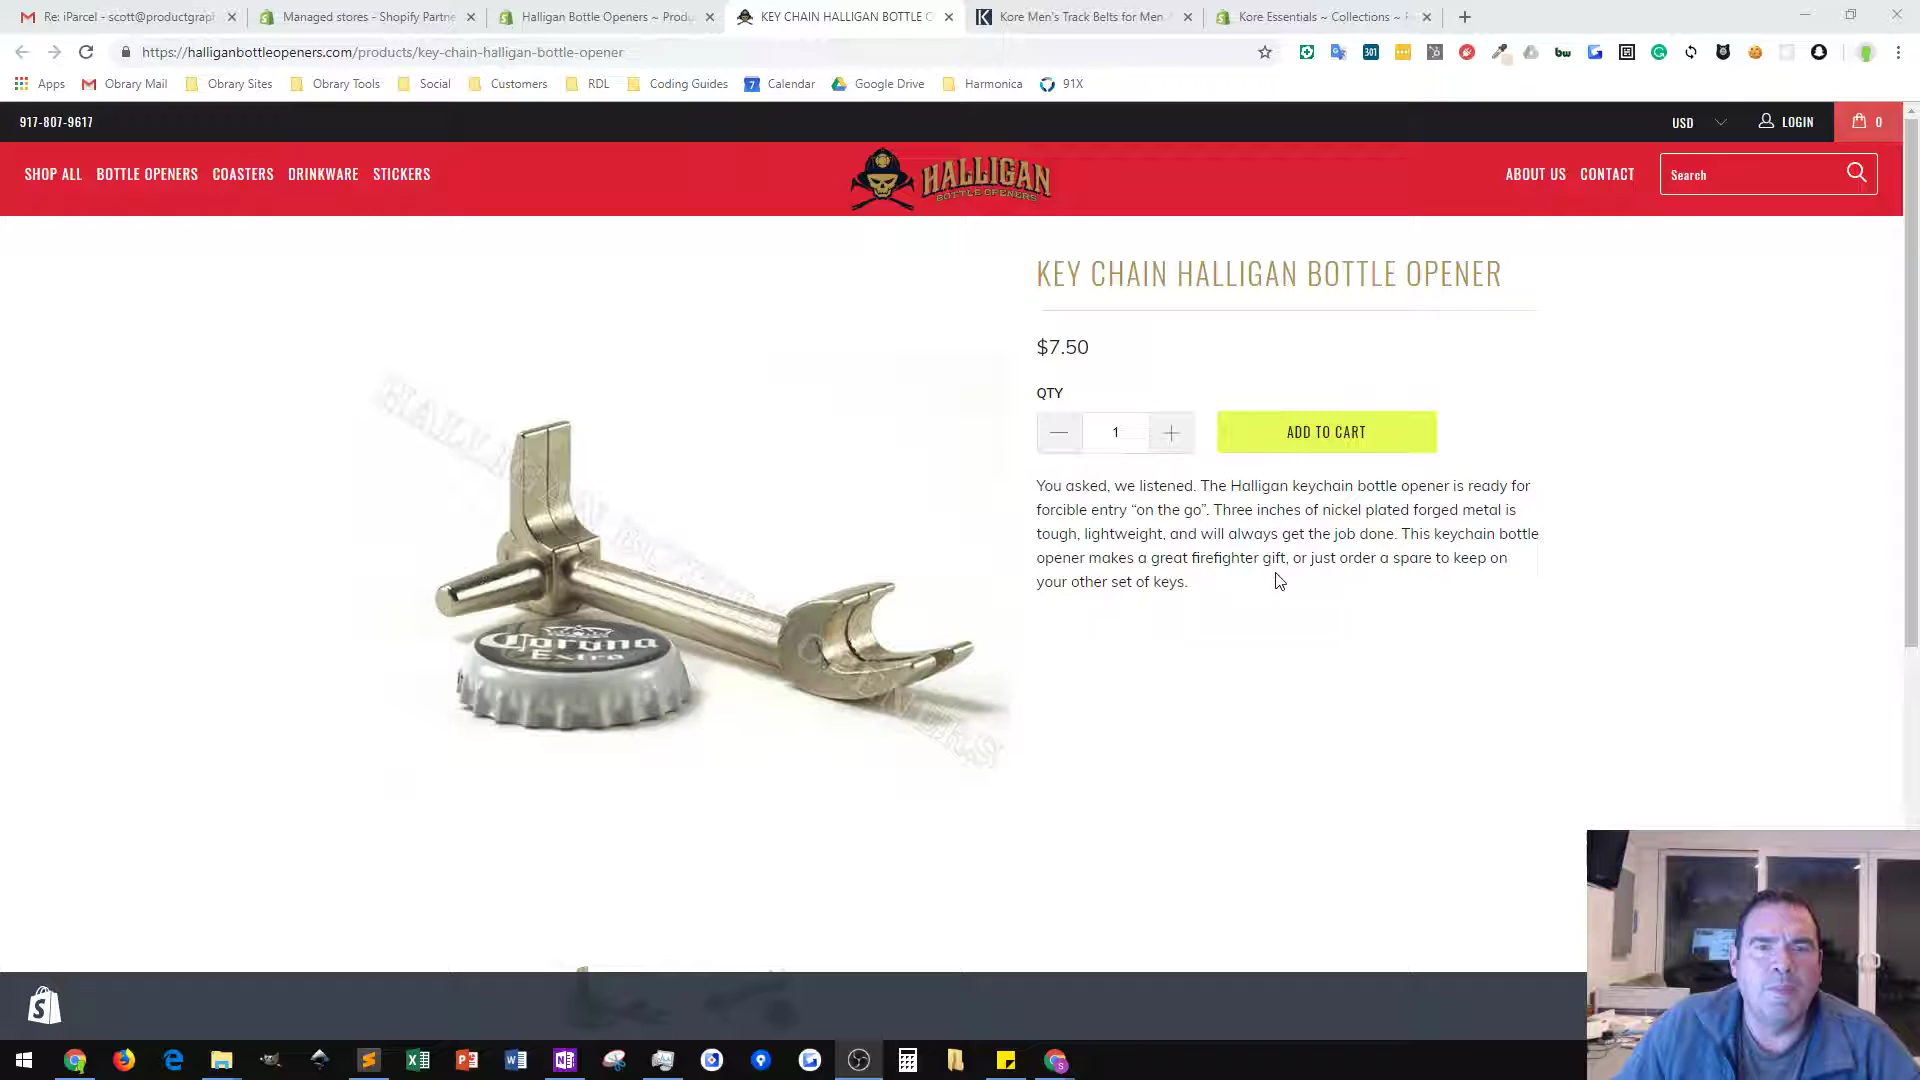 Re: iParcel - scott@productgrap
Managed stores - Shopify Partne
Halligan Bottle Openers ~ Produ
KEY CHAIN HALLIGAN BOTTLE O
Kore Men's Track Belts for Men
Kore Essentials ~ Collections ~
https://halliganbottleopeners.com/products/key-chain-halligan-bottle-opener
Apps
Obrary Mail
Obrary Sites
Obrary Tools
Social
Customers
RDL
Coding Guides
7 Calendar
Google Drive
Harmonica
91X
917-807-9617
USD
LOGIN
0
SHOP ALL BOTTLE OPENERS COASTERS DRINKWARE STICKERS
HALLIGAN
BOTTLE OPENERS
ABOUT US CONTACT
Search
KEY CHAIN HALLIGAN BOTTLE OPENER
$7.50
QTY
— 1 +
ADD TO CART
You asked, we listened. The Halligan keychain bottle opener is ready for
forcible entry “on the go”. Three inches of nickel plated forged metal is
tough, lightweight, and will always get the job done. This keychain bottle
opener makes a great firefighter gift, or just order a spare to keep on
your other set of keys.
Corona
Extra